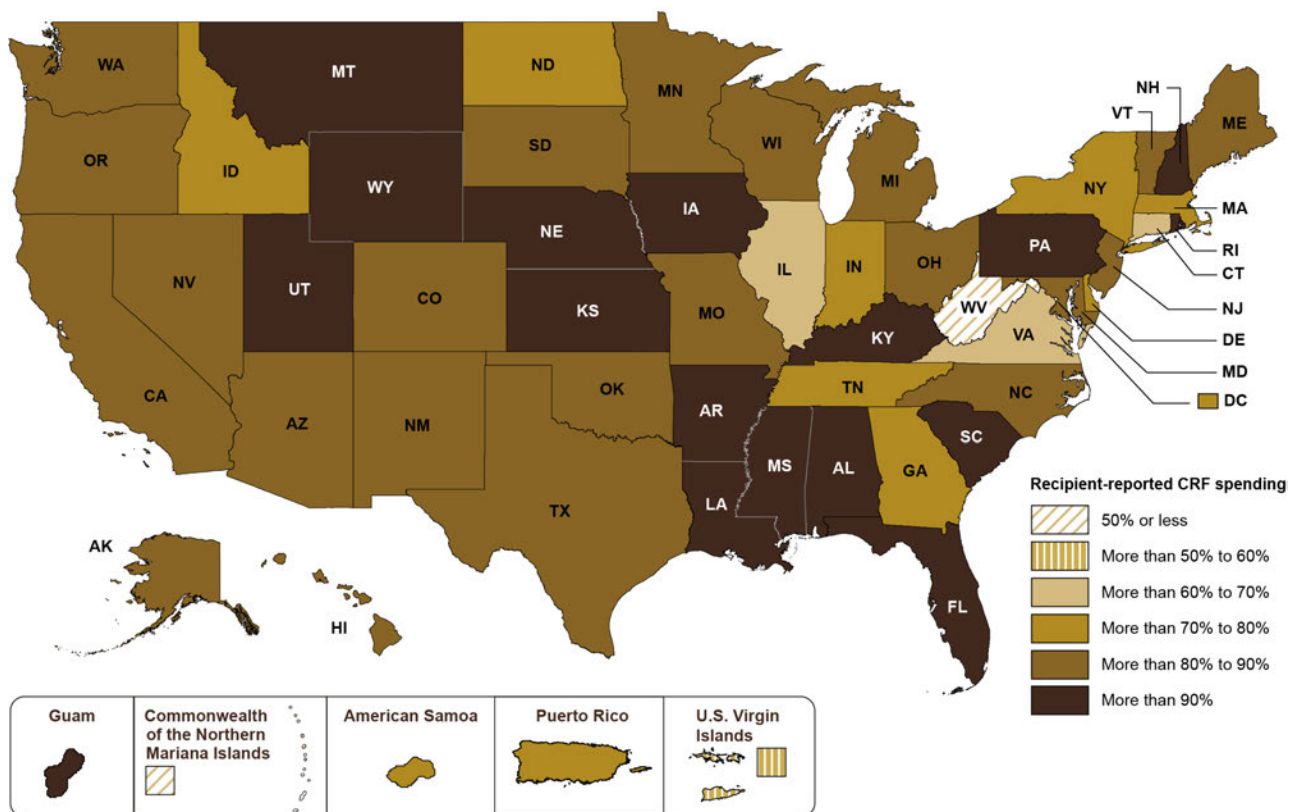 WA
MT
ND
MN
NH
VT
ME
OR
ID
SD
WI
MI
NY
WY
MA
IA
RI
NE
PA
CT
IL
IN
OH
NV
UT
CO
NJ
WV
KS
MO
KY
VA
DE
MD
CA
OK
TN
NC
DC
AZ
NM
AR
SC
MS
AL
GA
TX
LA
AK
FL
HI
Recipient-reported CRF spending
50% or less
More than 50% to 60%
More than 60% to 70%
More than 70% to 80%
More than 80% to 90%
More than 90%
Guam
Commonwealth
of the Northern
Mariana Islands
American Samoa
Puerto Rico
U.S. Virgin
Islands